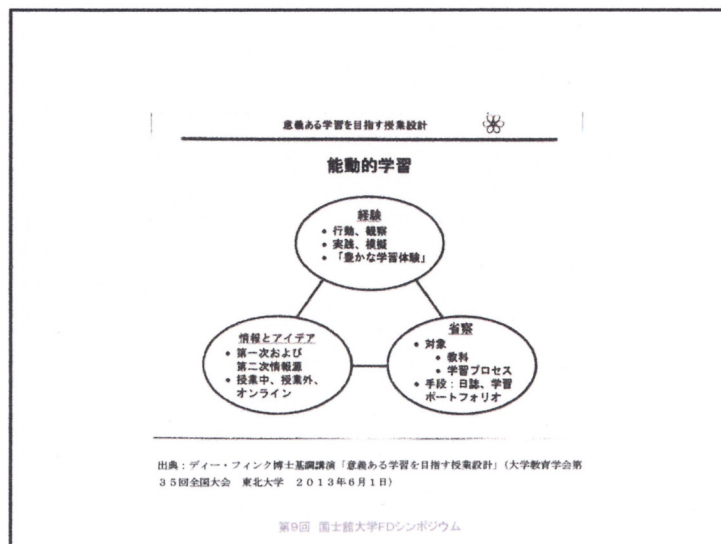 意義ある学習を目指す授業設計
能動的学習
経験
• 行動、観察
• 実践、模擬
• 「豊かな学習体験」
情報とアイデア
• 第一次および
第二次情報源
• 授業中、授業外、
オンライン
省察
• 対象
• 教科
• 学習プロセス
• 手段：日誌、学習
ポートフォリオ
出典：ディー・フィンク博士基調講演「意義ある学習を目指す授業設計」（大学教育学会第
３５回全国大会　東北大学　２０１３年６月１日）
第9回 国士舘大学FDシンポジウム